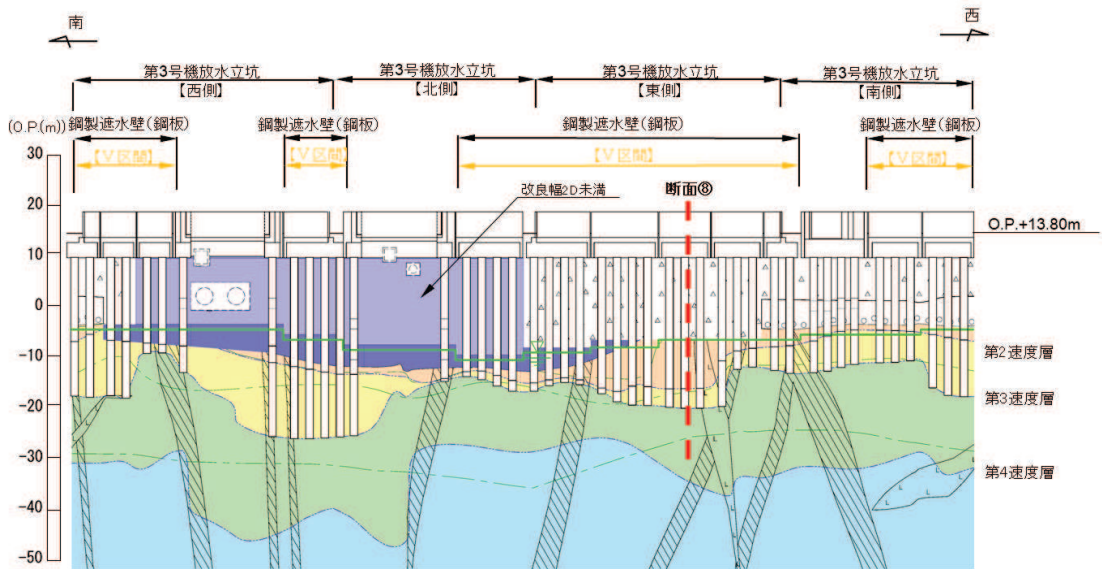 南
西
第3号機放水立坑
【西側】
第3号機放水立坑
【北側】
第3号機放水立坑
【東側】
第3号機放水立坑
【南側】
(O.P.(m))
鋼製遮水壁(鋼板)
鋼製遮水壁(鋼板)
鋼製遮水壁(鋼板)
鋼製遮水壁(鋼板)
【Ⅴ区間】
【Ⅴ区間】
【Ⅴ区間】
【Ⅴ区間】
30
20
10
0
-10
-20
-30
-40
-50
改良幅2D未満
断面⑧
O.P.+13.80m
第2速度層
第3速度層
第4速度層